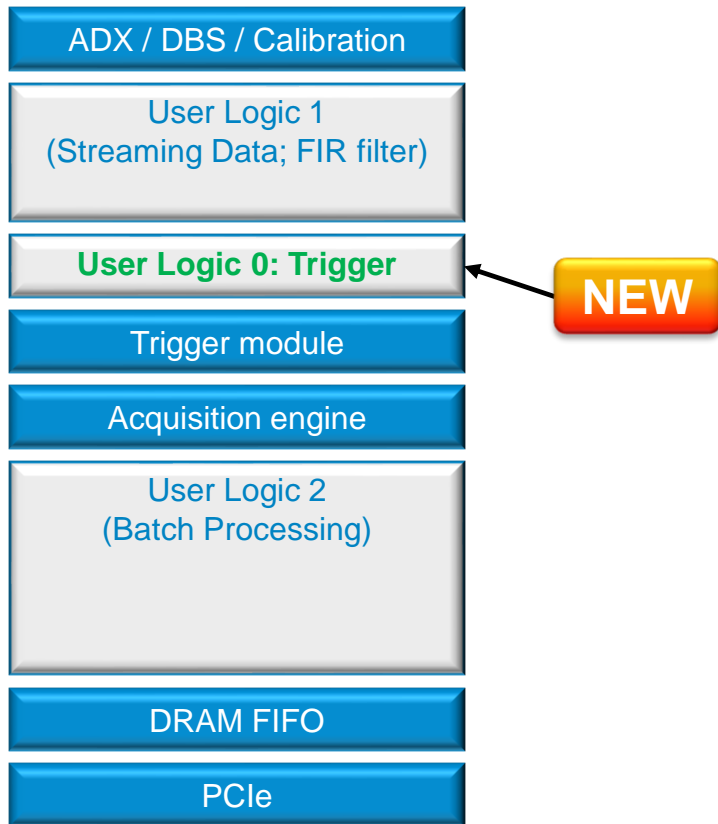 ADX / DBS / Calibration
User Logic 1
(Streaming Data; FIR filter)
User Logic 0: Trigger
NEW
Trigger module
Acquisition engine
User Logic 2
(Batch Processing)
DRAM FIFO
PCIe